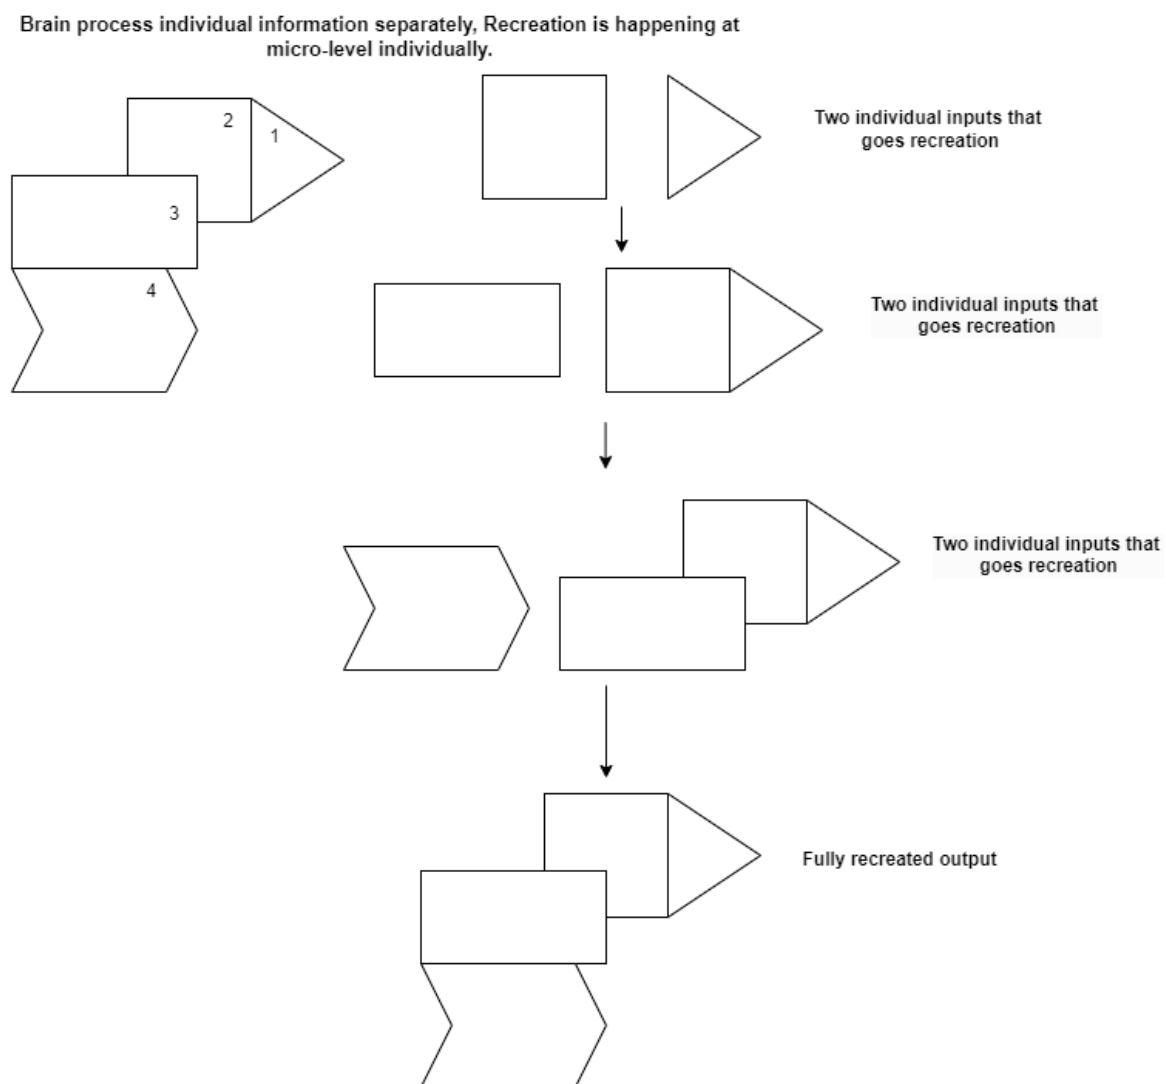 Brain process individual information separately, Recreation is happening at
micro-level individually.
2
1
3
4
Two individual inputs that
goes recreation
Two individual inputs that
goes recreation
Two individual inputs that
goes recreation
Fully recreated output